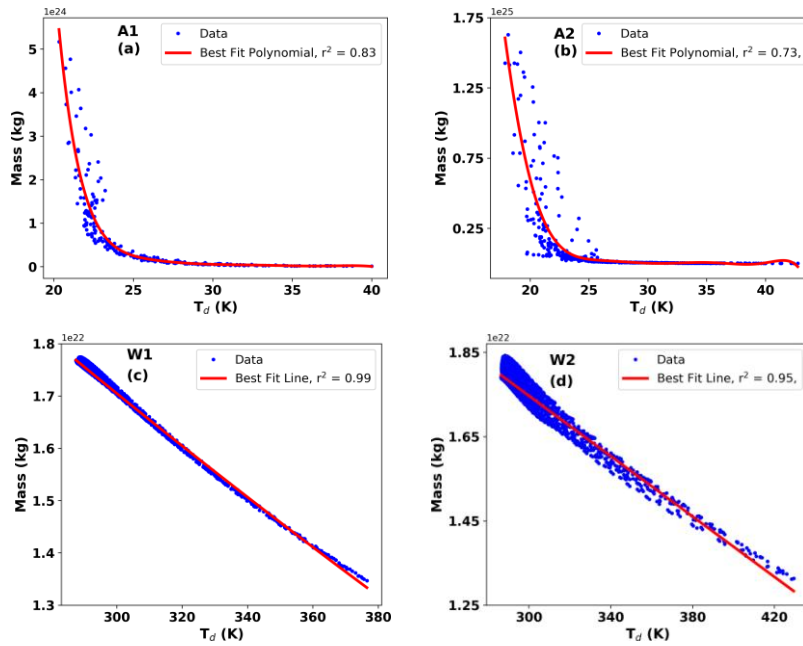 1e24
A1
(a)
Data
Best Fit Polynomial, r² = 0.83
5
4
3
2
1
0
Mass (kg)
20 25 30 35 40
T_d (K)
1e25
A2
(b)
Data
Best Fit Polynomial, r² = 0.73,
1.75
1.25
0.75
0.25
Mass (kg)
20 25 30 35 40
T_d (K)
1e22
W1
(c)
Data
Best Fit Line, r² = 0.99
1.8
1.7
1.6
1.5
1.4
1.3
Mass (kg)
300 320 340 360 380
T_d (K)
1e22
W2
(d)
Data
Best Fit Line, r² = 0.95,
1.85
1.65
1.45
1.25
Mass (kg)
300 340 380 420
T_d (K)